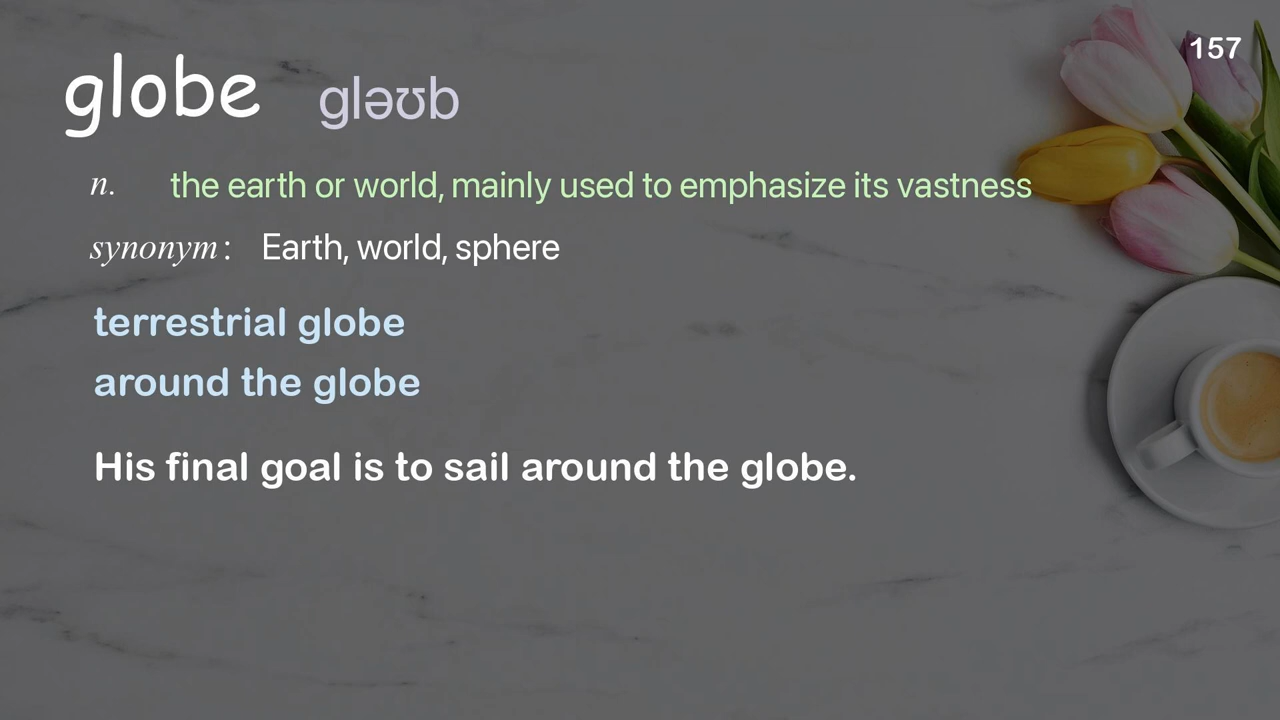 157
globe gləʊb
n. the earth or world, mainly used to emphasize its vastness
synonym: Earth, world, sphere
terrestrial globe
around the globe
His final goal is to sail around the globe.